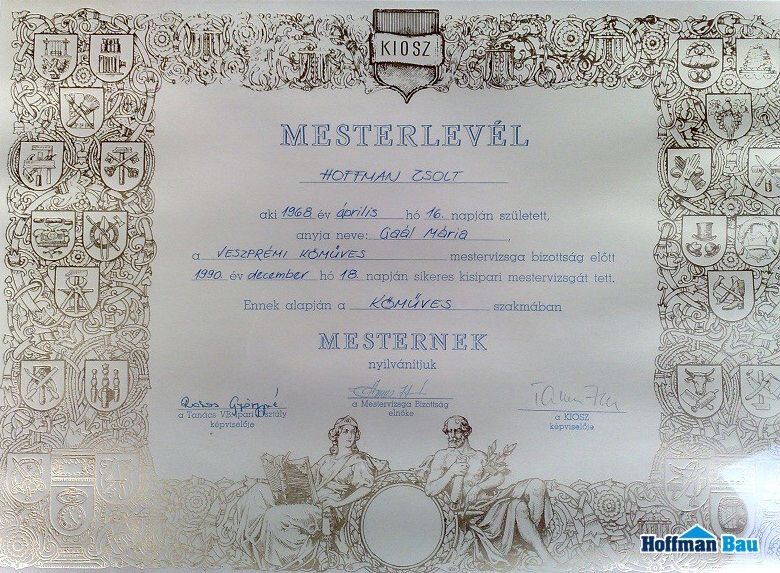 KIOSZ
MESTERLEVÉL
HOFFMAN ZSOLT
aki 1968 év április hó 16. napján született,
anyja neve: Gaál Mária,
a VESZPRÉMI KŐMŰVES mestervizsga bizottság előtt
1990. év december hó 18. napján sikeres kisipari mestervizsgát tett.
Ennek alapján a KŐMŰVES szakmában
MESTERNEK
nyilvánítjuk
a Tanács VB. ipari osztály
képviselője
a Mestervizsga Bizottság
elnöke
a KIOSZ
képviselője
Hoffman Bau